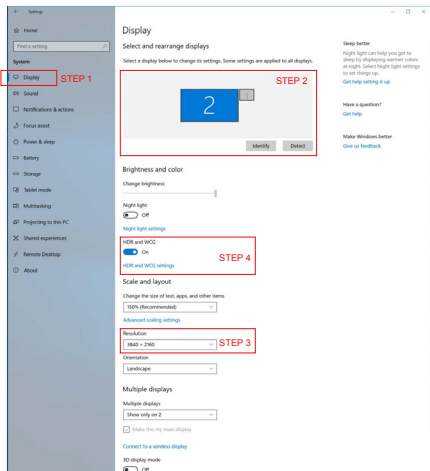 Settings
Home
Find a setting
System
Display
STEP 1
Sound
Notifications & actions
Focus assist
Power & sleep
Battery
Storage
Tablet mode
Multitasking
Projecting to this PC
Shared experiences
Remote Desktop
About
Display
Select and rearrange displays
Select a display below to change its settings. Some settings are applied to all displays.
STEP 2
2
1
Identify
Detect
Brightness and color
Change brightness
Night light
Off
Night light settings
HDR and WCG
On
STEP 4
HDR and WCG settings
Scale and layout
Change the size of text, apps, and other items
150% (Recommended)
Advanced scaling settings
Resolution
3840 × 2160
STEP 3
Orientation
Landscape
Multiple displays
Multiple displays
Show only on 2
Make this my main display
Connect to a wireless display
3D display mode
Off
Sleep better
Night light can help you get to
sleep by displaying warmer colors
at night. Select Night light settings
to set things up.
Get help setting it up
Have a question?
Get help
Make Windows better
Give us feedback